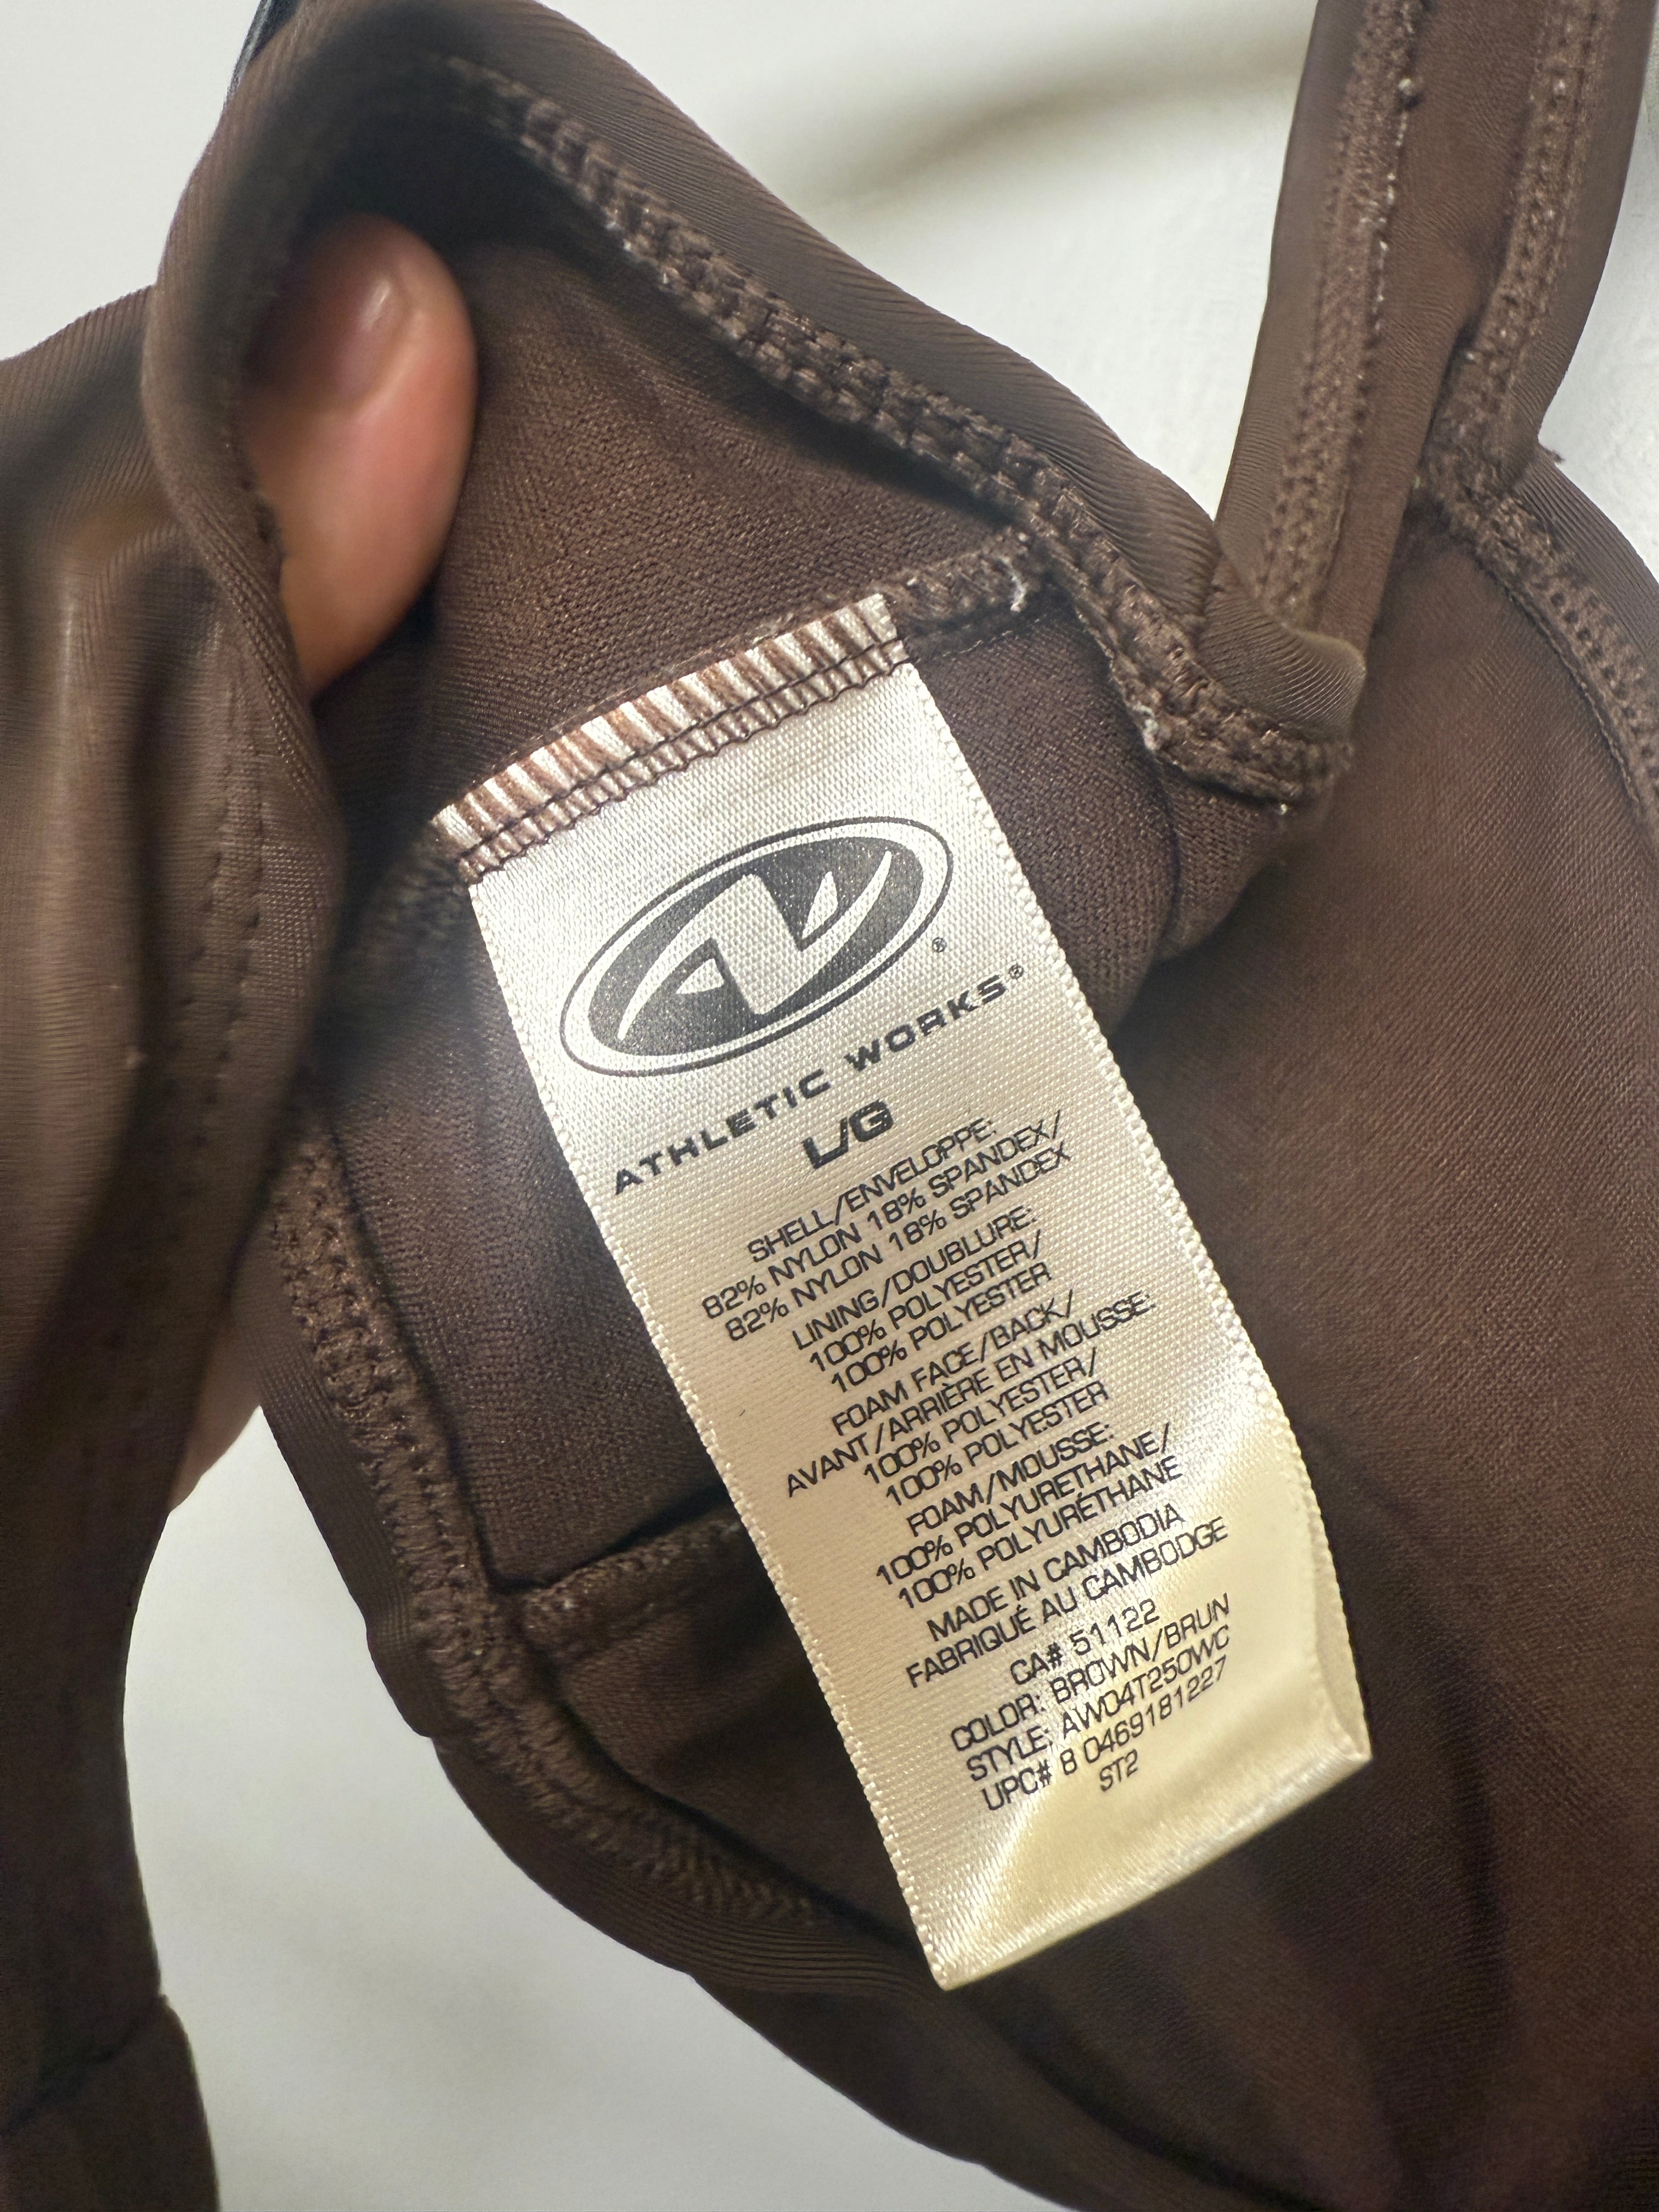 ®
ATHLETIC WORKS®
L/G
SHELL/ENVELOPPE:
82% NYLON 18% SPANDEX/
82% NYLON 18% SPANDEX
LINING/DOUBLURE:
100% POLYESTER/
100% POLYESTER
FOAM FACE/BACK/
AVANT/ARRIÈRE EN MOUSSE:
100% POLYESTER/
100% POLYESTER
FOAM/MOUSSE:
100% POLYURETHANE/
100% POLYURÉTHANE
MADE IN CAMBODIA
FABRIQUÉ AU CAMBODGE
CA# 51122
COLOR: BROWN/BRUN
STYLE: AW04T250WC
UPC# 8 0469181227
ST2